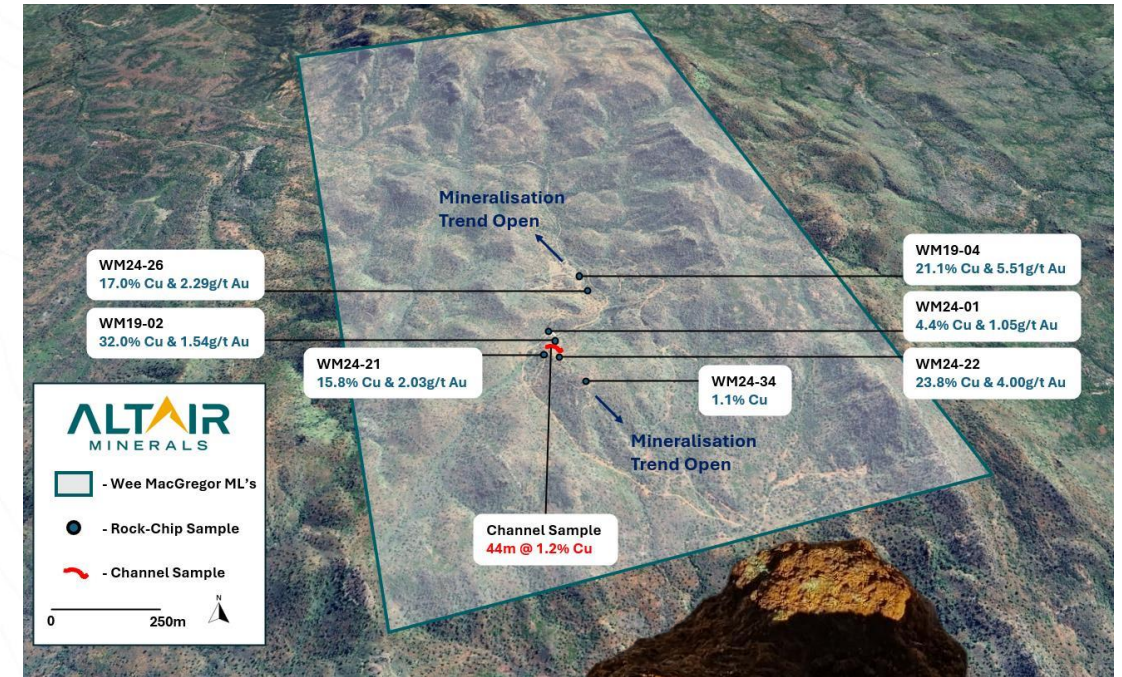 Mineralisation
Trend Open
WM24-26
17.0% Cu & 2.29g/t Au
WM19-04
21.1% Cu & 5.51g/t Au
WM19-02
32.0% Cu & 1.54g/t Au
WM24-01
4.4% Cu & 1.05g/t Au
WM24-21
15.8% Cu & 2.03g/t Au
WM24-34
1.1% Cu
WM24-22
23.8% Cu & 4.00g/t Au
Mineralisation
Trend Open
Channel Sample
44m @ 1.2% Cu
ALTAIR
MINERALS
- Wee MacGregor ML's
- Rock-Chip Sample
- Channel Sample
0 250m
N